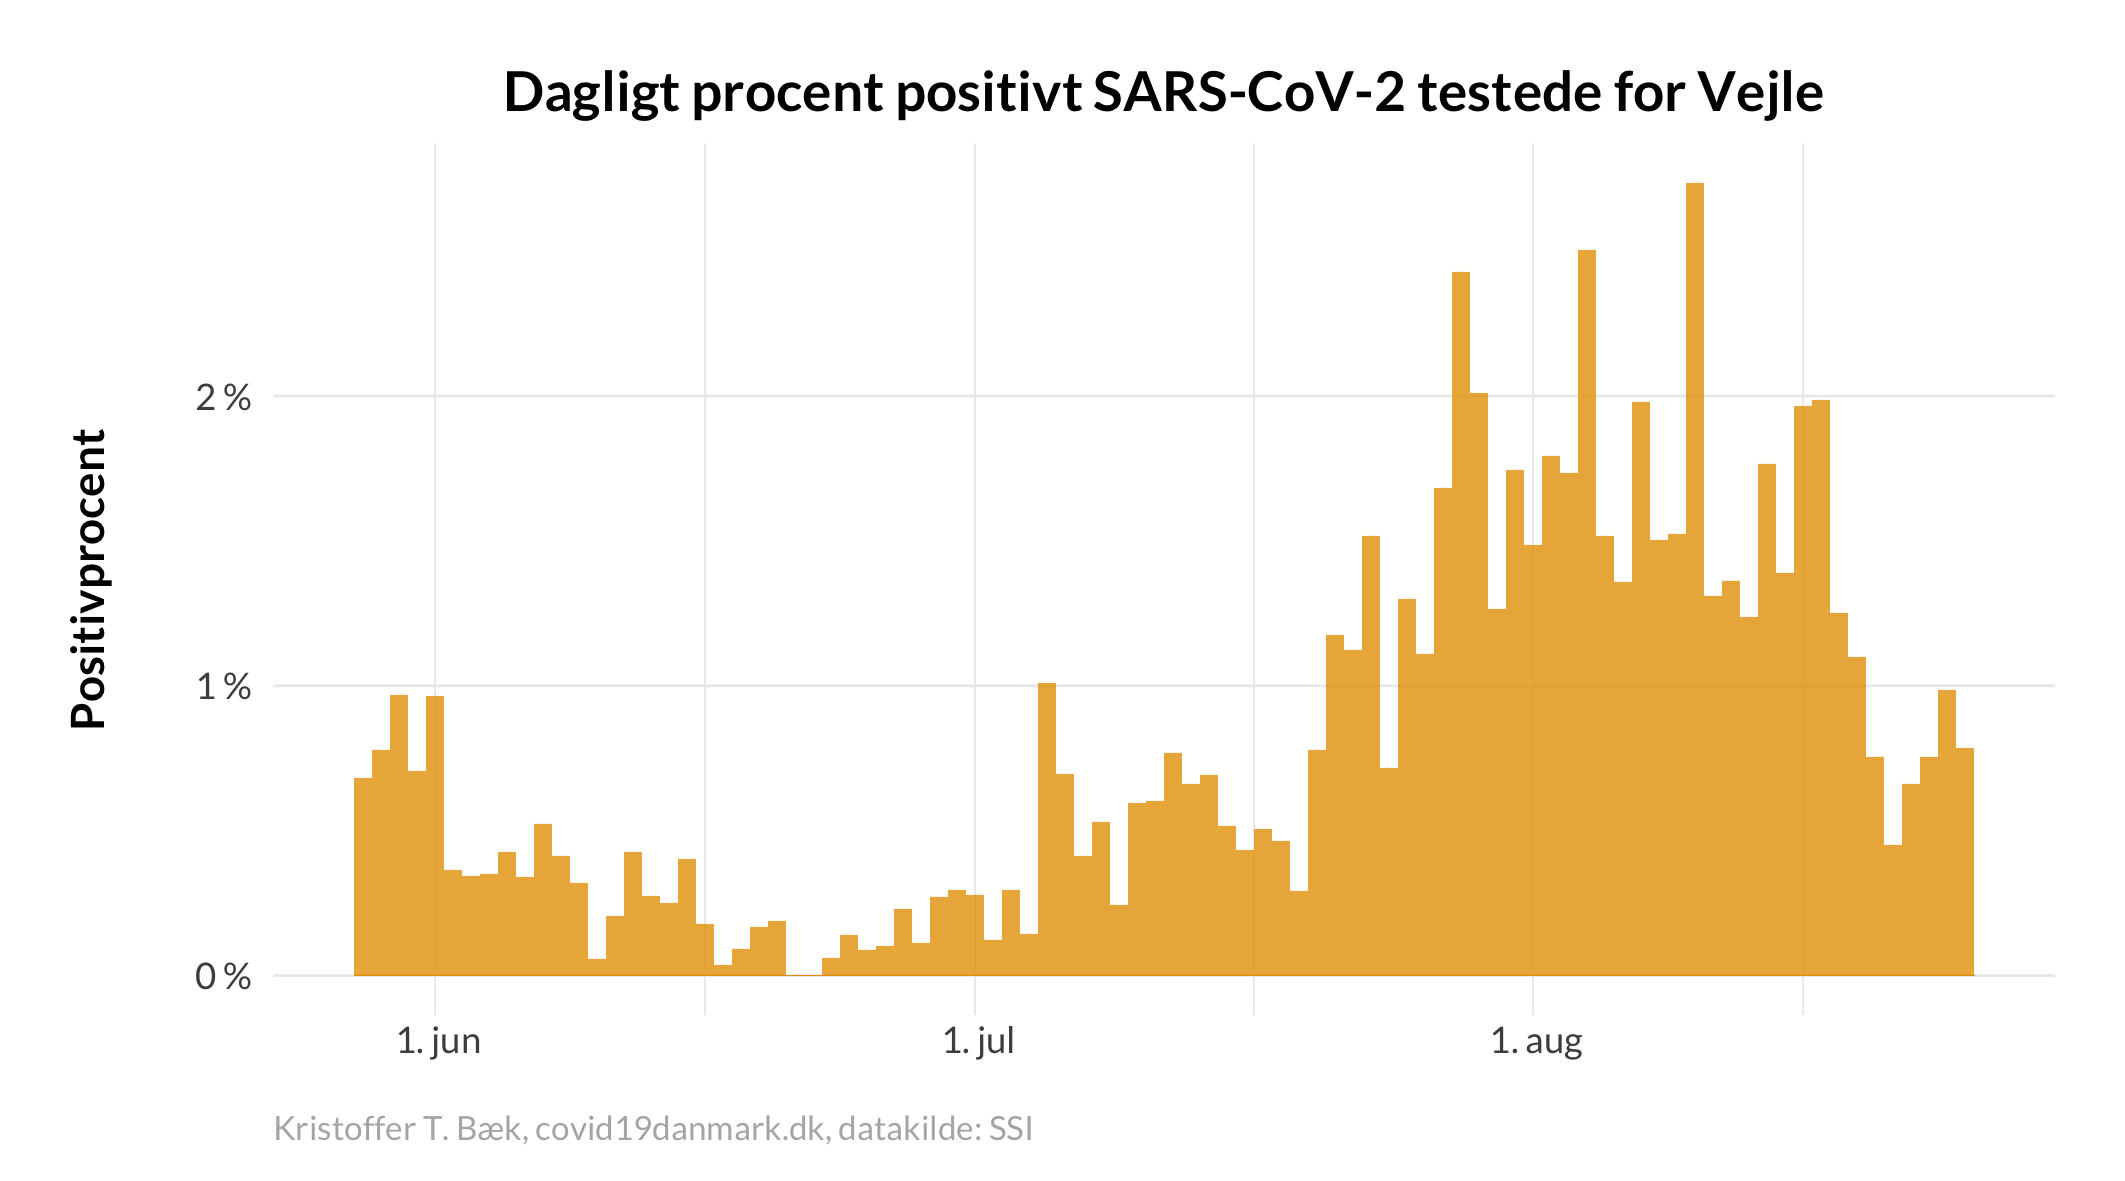 Dagligt procent positivt SARS-CoV-2 testede for Vejle
Positivprocent
2 %
1 %
0 %
1. jun
1. jul
1. aug
Kristoffer T. Bæk, covid19danmark.dk, datakilde: SSI